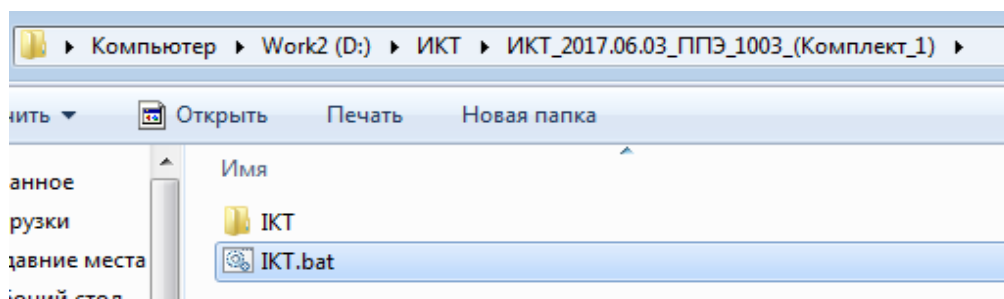 Компьютер Work2 (D:) ИКТ ИКТ_2017.06.03_ППЭ_1003_(Комплект_1)
Открыть Печать Новая папка
Имя
IKT
IKT.bat